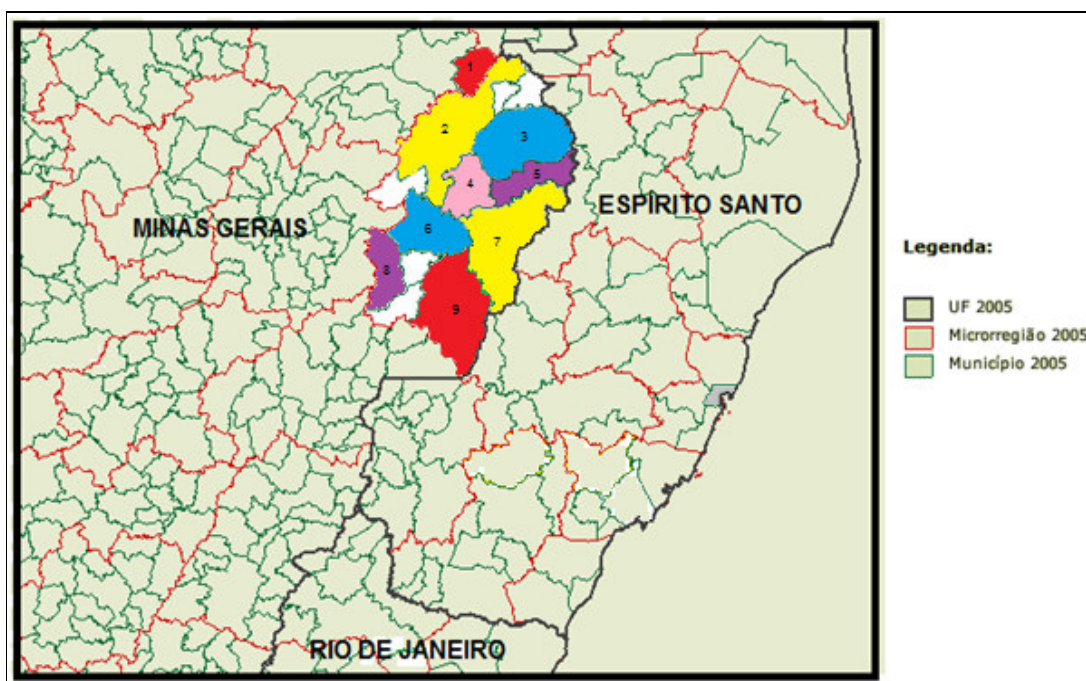 1
2
3
4
5
ESPÍRITO SANTO
MINAS GERAIS
6
7
8
9
RIO DE JANEIRO
Legenda:
UF 2005
Microrregião 2005
Município 2005